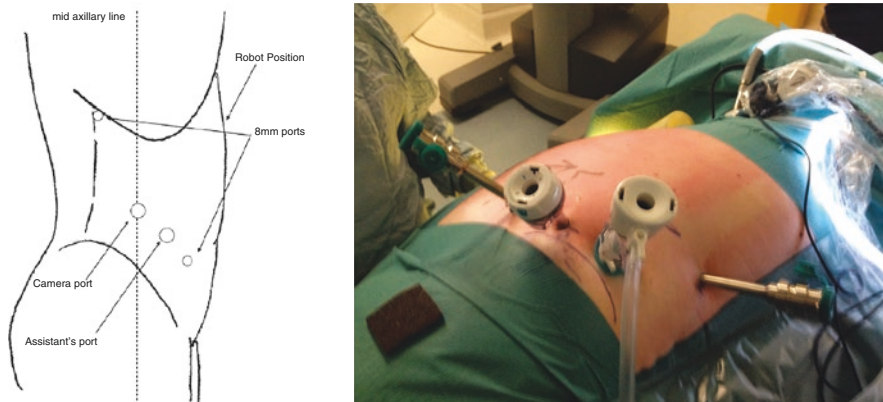 mid axillary line
Robot Position
8mm ports
Camera port
Assistant's port